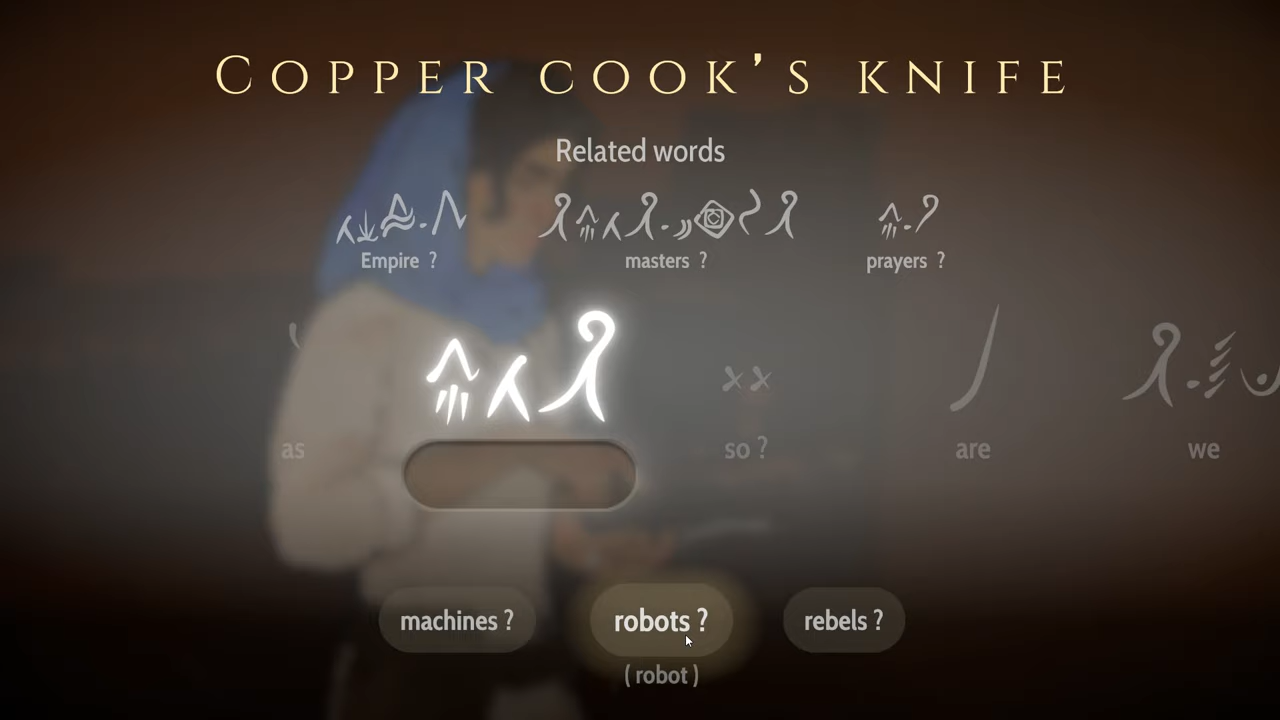 COPPER COOK'S KNIFE
Related words
Empire ? masters ? prayers ?
as so ? are we
machines ? robots ? rebels ?
( robot )